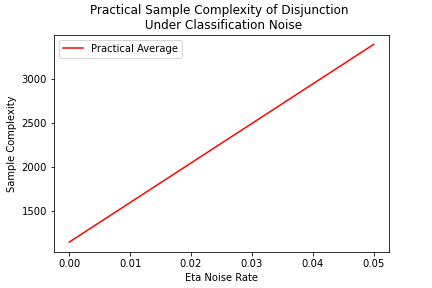 Practical Sample Complexity of Disjunction
Under Classification Noise
Practical Average
Sample Complexity
3000
2500
2000
1500
0.00 0.01 0.02 0.03 0.04 0.05
Eta Noise Rate